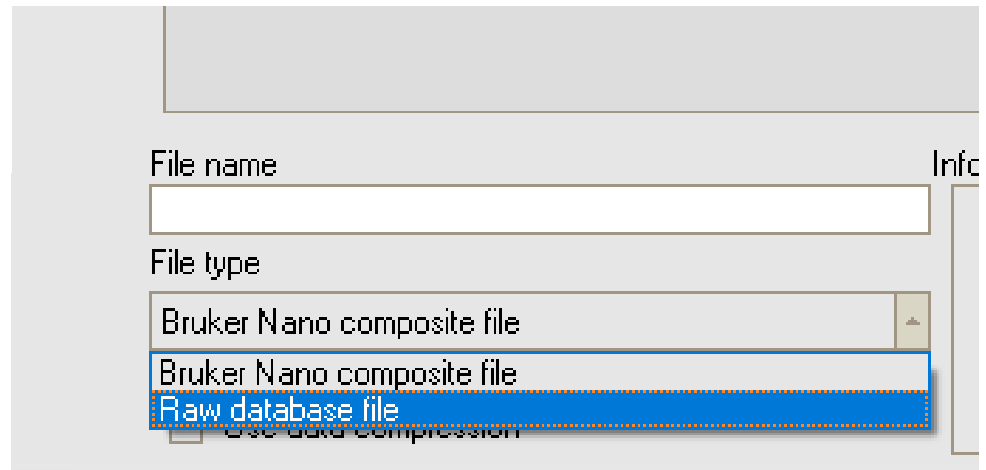 File name
Info
File type
Bruker Nano composite file
Bruker Nano composite file
Raw database file
Use data compression